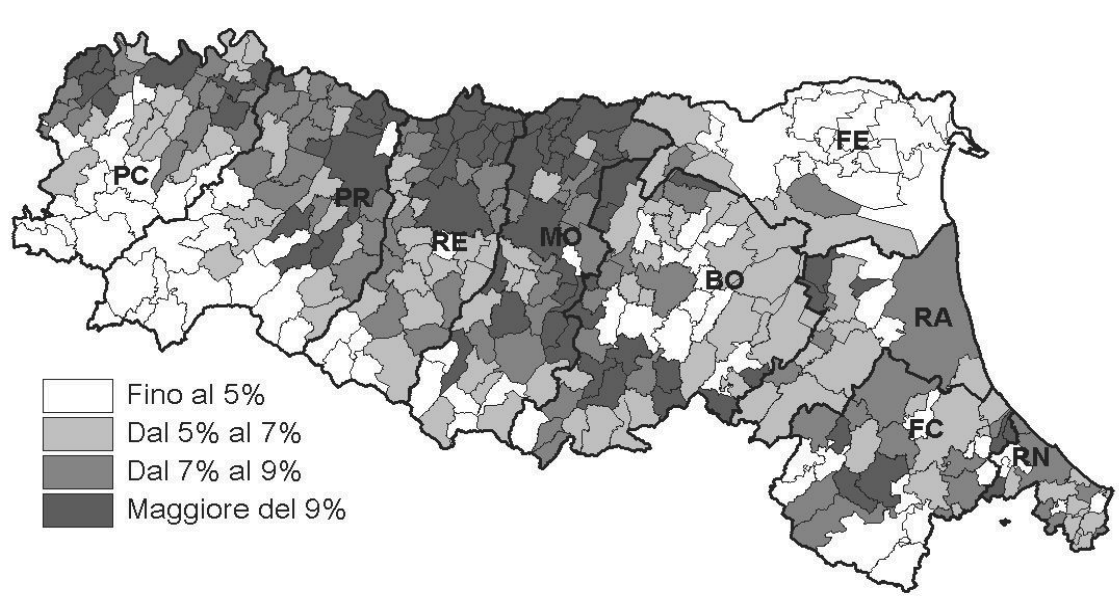 FE
PC
PR
RE
MO
BO
RA
FC
RN
Fino al 5%
Dal 5% al 7%
Dal 7% al 9%
Maggiore del 9%